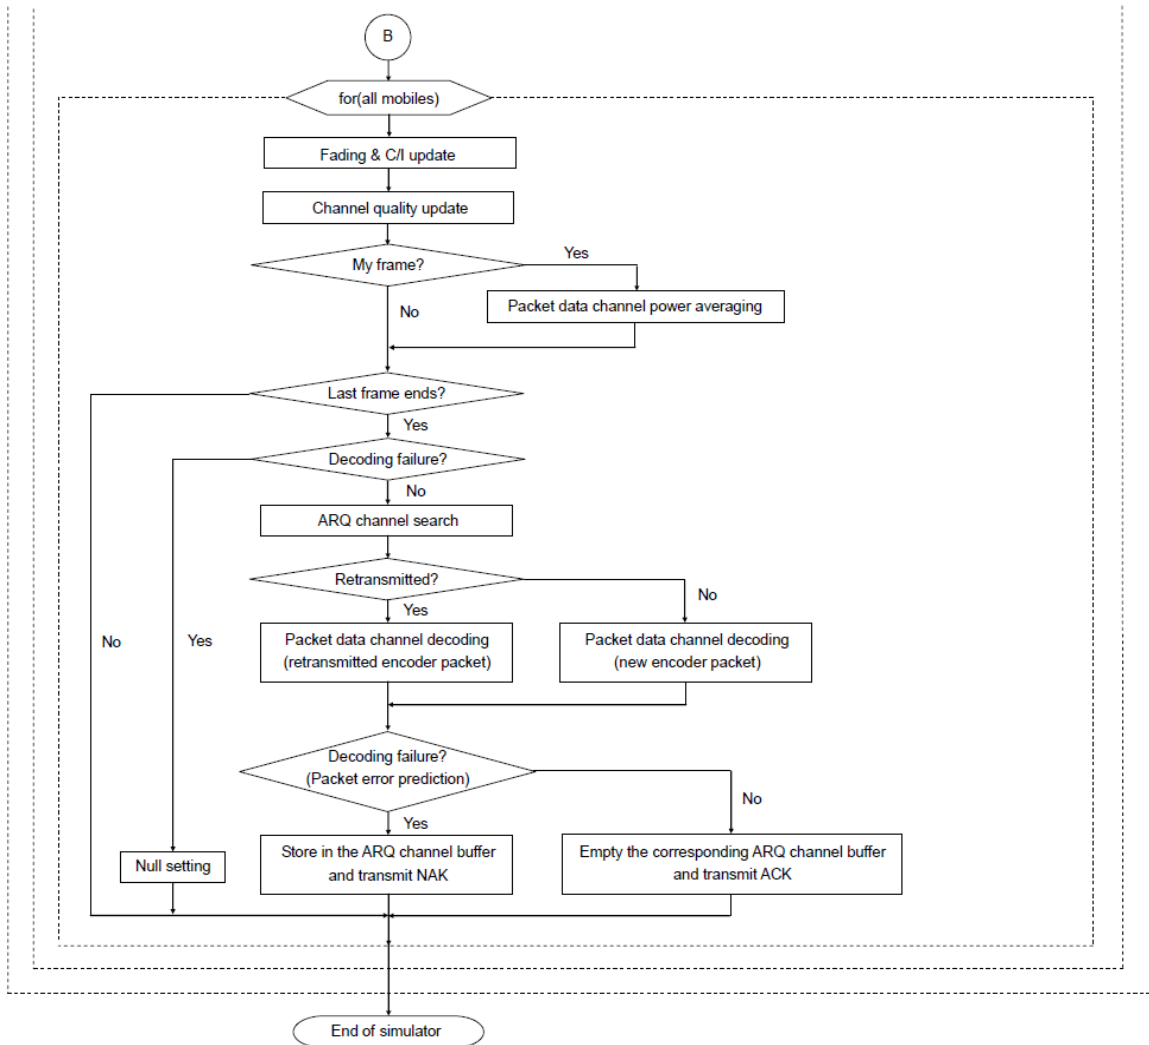 B
for(all mobiles)
Fading & C/I update
Channel quality update
My frame?
Yes
Packet data channel power averaging
No
Last frame ends?
Yes
Decoding failure?
No
ARQ channel search
Retransmitted?
No
Yes
Packet data channel decoding
(retransmitted encoder packet)
Packet data channel decoding
(new encoder packet)
No
Yes
Decoding failure?
(Packet error prediction)
No
Yes
Store in the ARQ channel buffer
and transmit NAK
Empty the corresponding ARQ channel buffer
and transmit ACK
Null setting
End of simulator